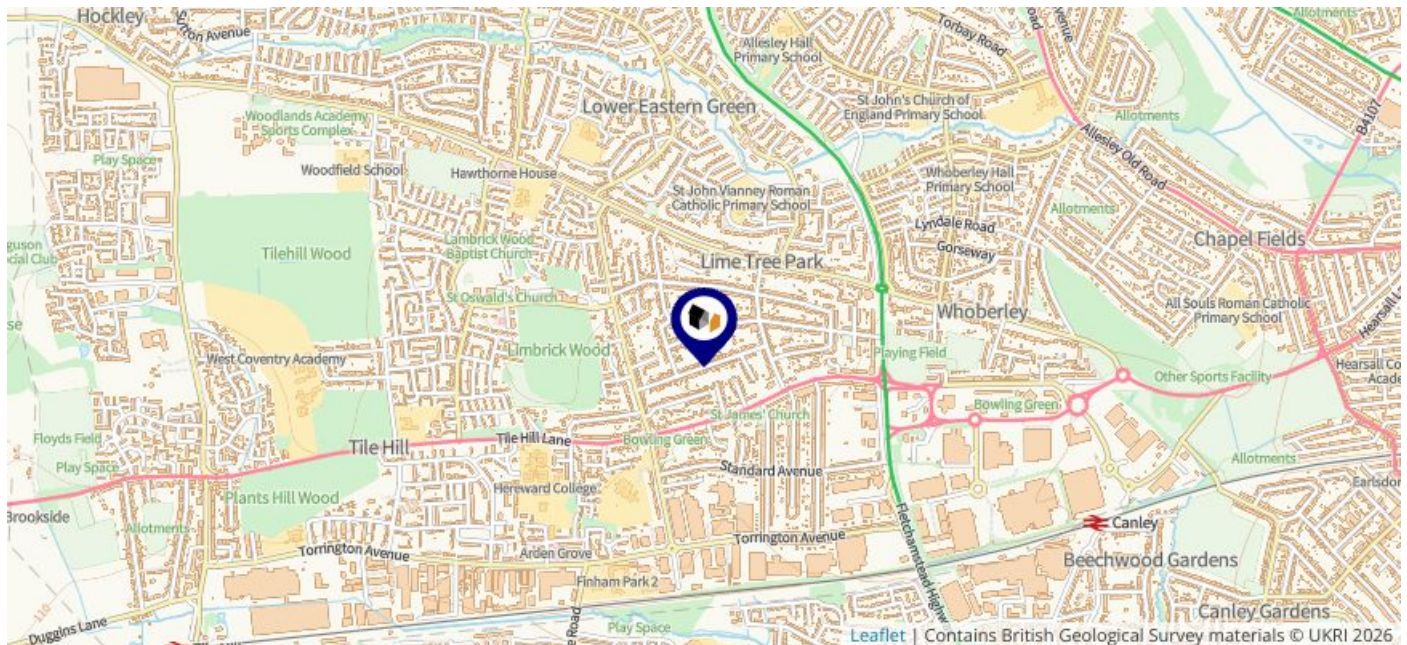 Hockley
Allesley Hall
Primary School
Torbay Road
Allotments
Woodlands Academy
Sports Complex
Lower Eastern Green
St John's Church of
England Primary School
Allotments
B4107
Play Space
Woodfield School
Hawthorne House
St John Vianney Roman
Catholic Primary School
Whoberley Hall
Primary School
Allesley Old Road
Allotments
Lyndale Road
Gorseway
Chapel Fields
Tilehill Wood
Lambrick Wood
Baptist Church
Lime Tree Park
St Oswald's Church
Whoberley
All Souls Roman Catholic
Primary School
West Coventry Academy
Limbrick Wood
Playing Field
Other Sports Facility
Bowling Green
St James' Church
Floyds Field
Tile Hill
Tile Hill Lane
Bowling Green
Play Space
Standard Avenue
Allotments
Plants Hill Wood
Hereward College
Brookside
Allotments
Fletchamstead Highw
Canley
Torrington Avenue
Arden Grove
Torrington Avenue
Beechwood Gardens
Finham Park 2
110
Canley Gardens
Duggins Lane
Play Space
Leaflet | Contains British Geological Survey materials © UKRI 2026